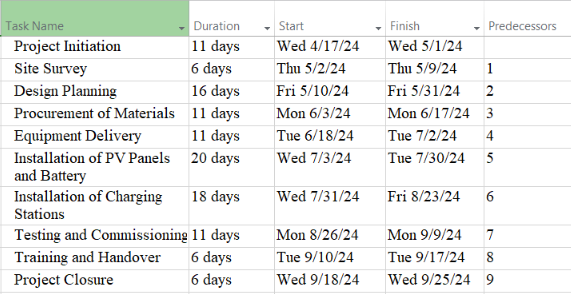 Task Name Duration Start Finish Predecessors
Project Initiation 11 days Wed 4/17/24 Wed 5/1/24
Site Survey 6 days Thu 5/2/24 Thu 5/9/24 1
Design Planning 16 days Fri 5/10/24 Fri 5/31/24 2
Procurement of Materials 11 days Mon 6/3/24 Mon 6/17/24 3
Equipment Delivery 11 days Tue 6/18/24 Tue 7/2/24 4
Installation of PV Panels 20 days Wed 7/3/24 Tue 7/30/24 5
and Battery
Installation of Charging 18 days Wed 7/31/24 Fri 8/23/24 6
Stations
Testing and Commissioning 11 days Mon 8/26/24 Mon 9/9/24 7
Training and Handover 6 days Tue 9/10/24 Tue 9/17/24 8
Project Closure 6 days Wed 9/18/24 Wed 9/25/24 9